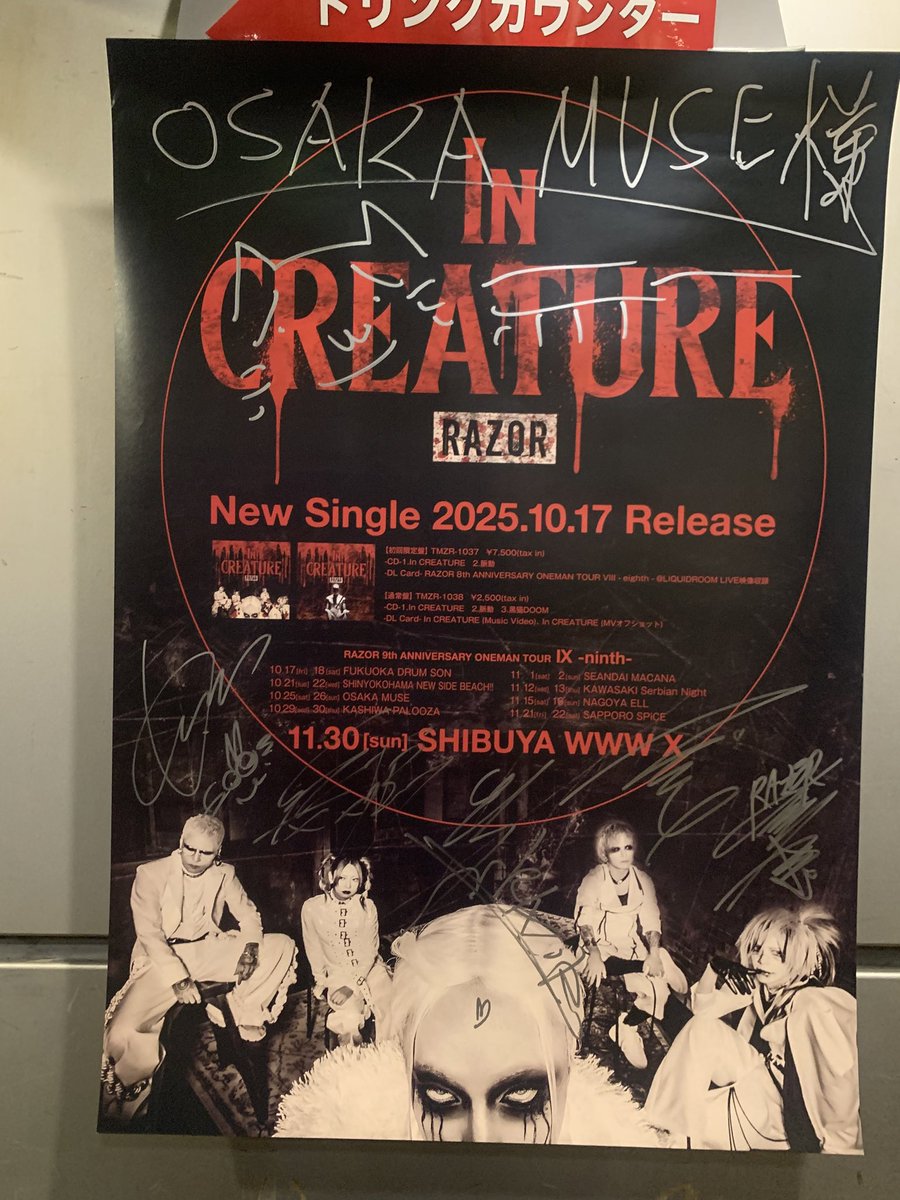 ドリンクカウンター
OSAKA MUSE様
IN
CREATURE
RAZOR
New Single 2025.10.17 Release
IN
CREATURE
RAZOR
IN
CREATURE
RAZOR
【初回限定盤】TMZR-1037 ¥7,500(tax in)
-CD-1.In CREATURE 2.脈動
-DL Card- RAZOR 8th ANNIVERSARY ONEMAN TOUR VIII - eighth - @LIQUIDROOM LIVE映像収録
【通常盤】TMZR-1038 ¥2,500(tax in)
-CD-1.In CREATURE 2.脈動 3.黒猫DOOM
-DL Card- In CREATURE (Music Video)、In CREATURE (MVオフショット)
RAZOR 9th ANNIVERSARY ONEMAN TOUR IX -ninth-
10.17[fri] 18[sat] FUKUOKA DRUM SON
10.21[tue] 22[wed] SHINYOKOHAMA NEW SIDE BEACH!!
10.25[sat] 26[sun] OSAKA MUSE
10.29[wed] 30[thu] KASHIWA PALOOZA
11. 1[sat] 2[sun] SEANDAI MACANA
11.12[wed] 13[thu] KAWASAKI Serbian Night
11.15[sat] 16[sun] NAGOYA ELL
11.21[fri] 22[sat] SAPPORO SPICE
11.30[sun] SHIBUYA WWW X
RAZOR